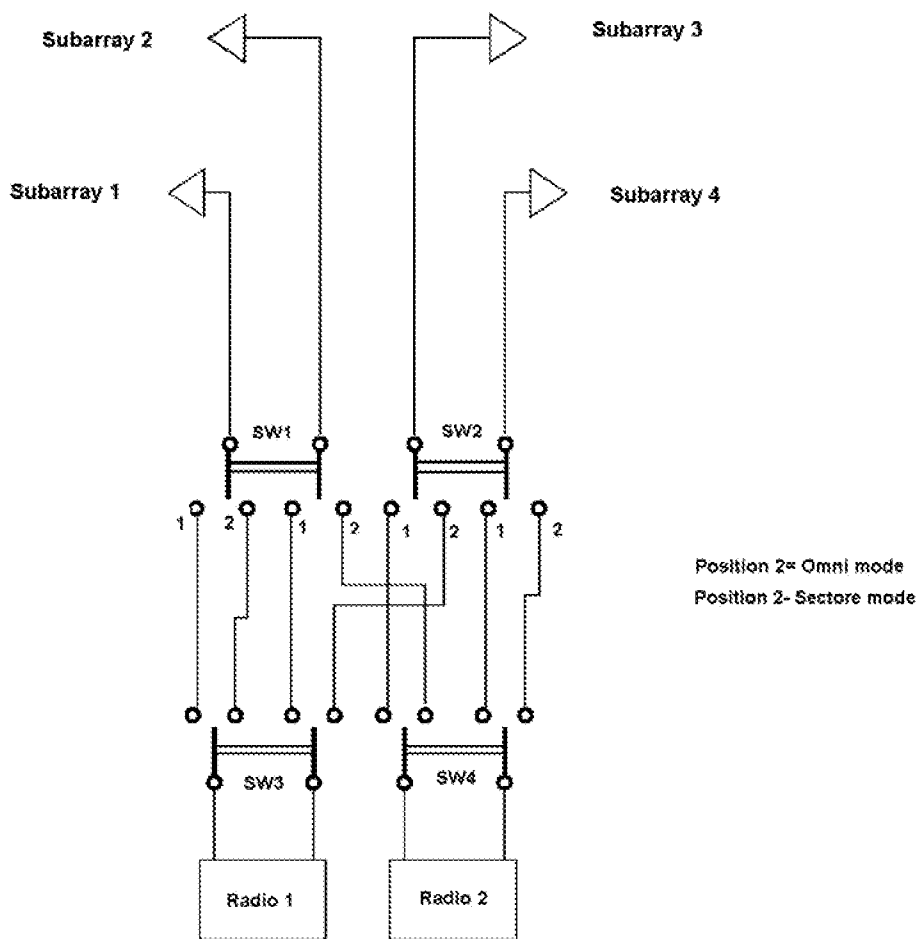 Subarray 2
Subarray 3
Subarray 1
Subarray 4
SW1
SW2
1
2
1
2
1
2
1
2
Position 2= Omni mode
Position 2- Sectore mode
SW3
SW4
Radio 1
Radio 2